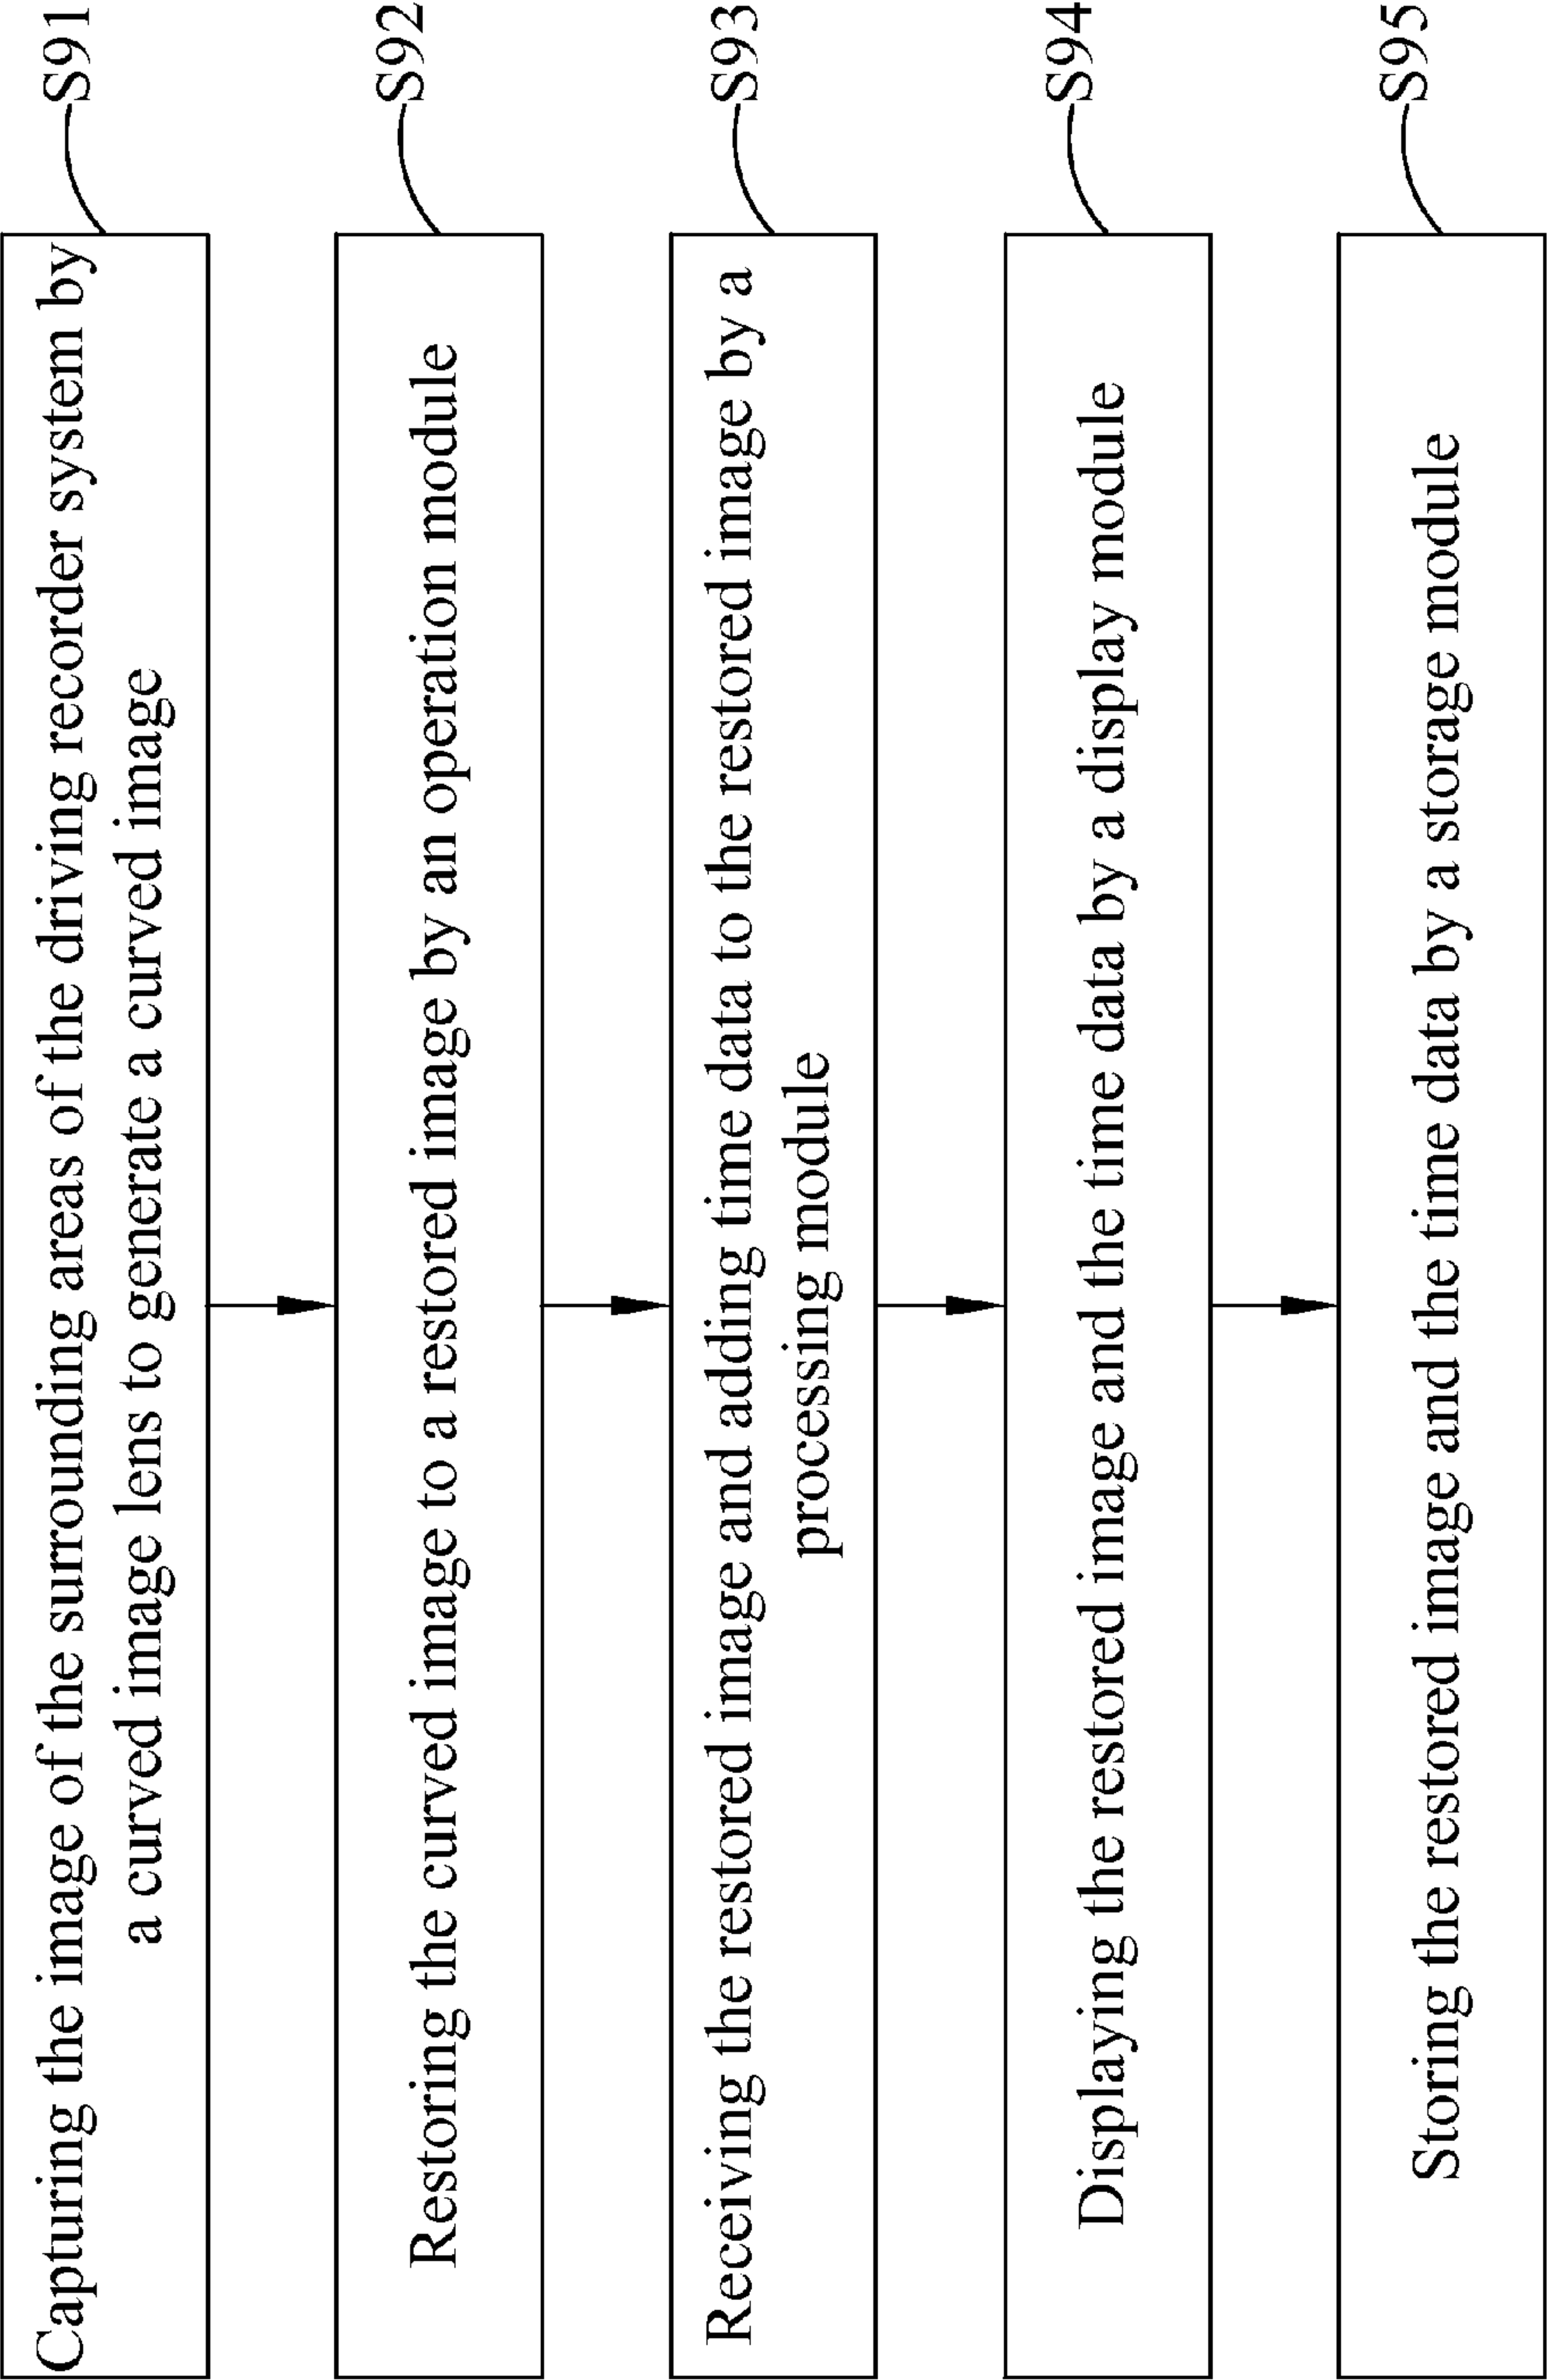 Capturing the image of the surrounding areas of the driving recorder system by
a curved image lens to generate a curved image
S91
Restoring the curved image to a restored image by an operation module
S92
Receiving the restored image and adding time data to the restored image by a
processing module
S93
Displaying the restored image and the time data by a display module
S94
Storing the restored image and the time data by a storage module
S95